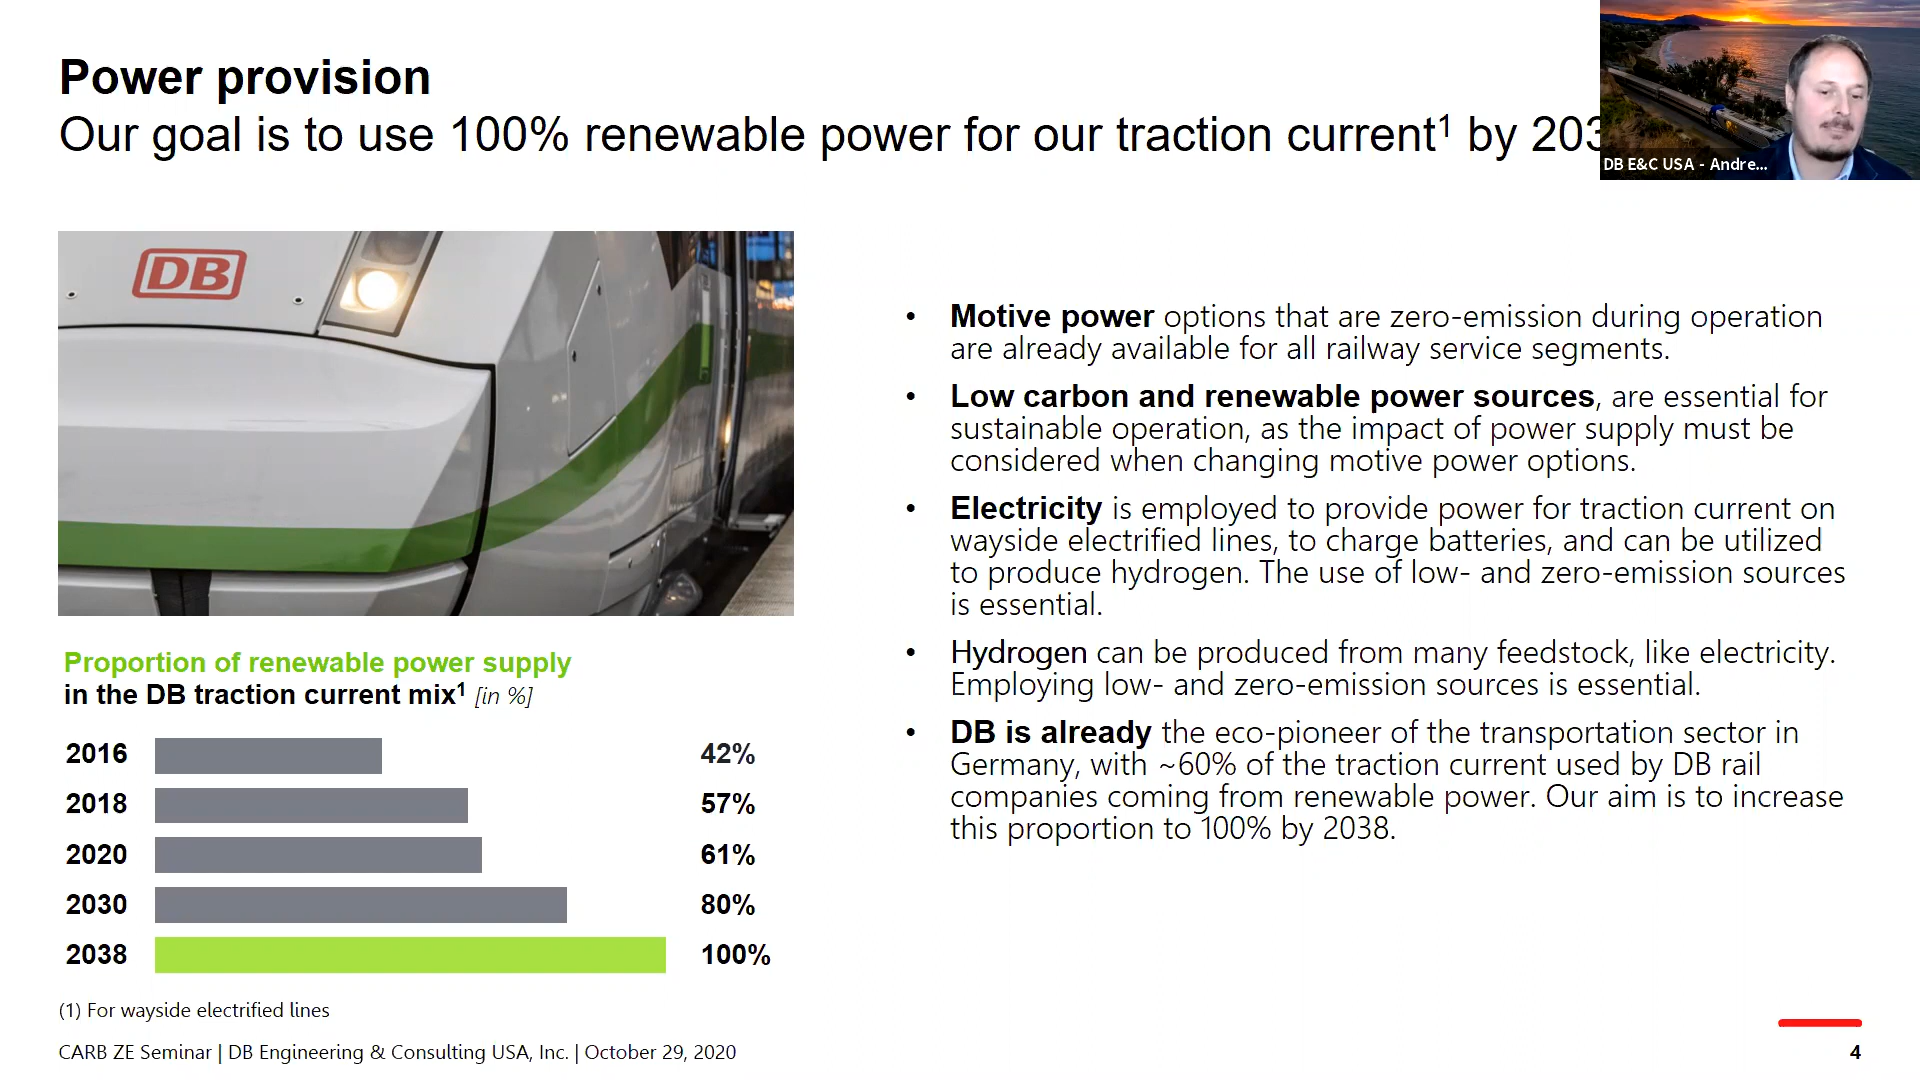 Power provision
Our goal is to use 100% renewable power for our traction current¹ by 203
DB E&C USA - Andre...
DB
• Motive power options that are zero-emission during operation
are already available for all railway service segments.
• Low carbon and renewable power sources, are essential for
sustainable operation, as the impact of power supply must be
considered when changing motive power options.
• Electricity is employed to provide power for traction current on
wayside electrified lines, to charge batteries, and can be utilized
to produce hydrogen. The use of low- and zero-emission sources
is essential.
• Hydrogen can be produced from many feedstock, like electricity.
Employing low- and zero-emission sources is essential.
• DB is already the eco-pioneer of the transportation sector in
Germany, with ~60% of the traction current used by DB rail
companies coming from renewable power. Our aim is to increase
this proportion to 100% by 2038.
Proportion of renewable power supply
in the DB traction current mix¹ [in %]
2016 42%
2018 57%
2020 61%
2030 80%
2038 100%
(1) For wayside electrified lines
CARB ZE Seminar | DB Engineering & Consulting USA, Inc. | October 29, 2020
4